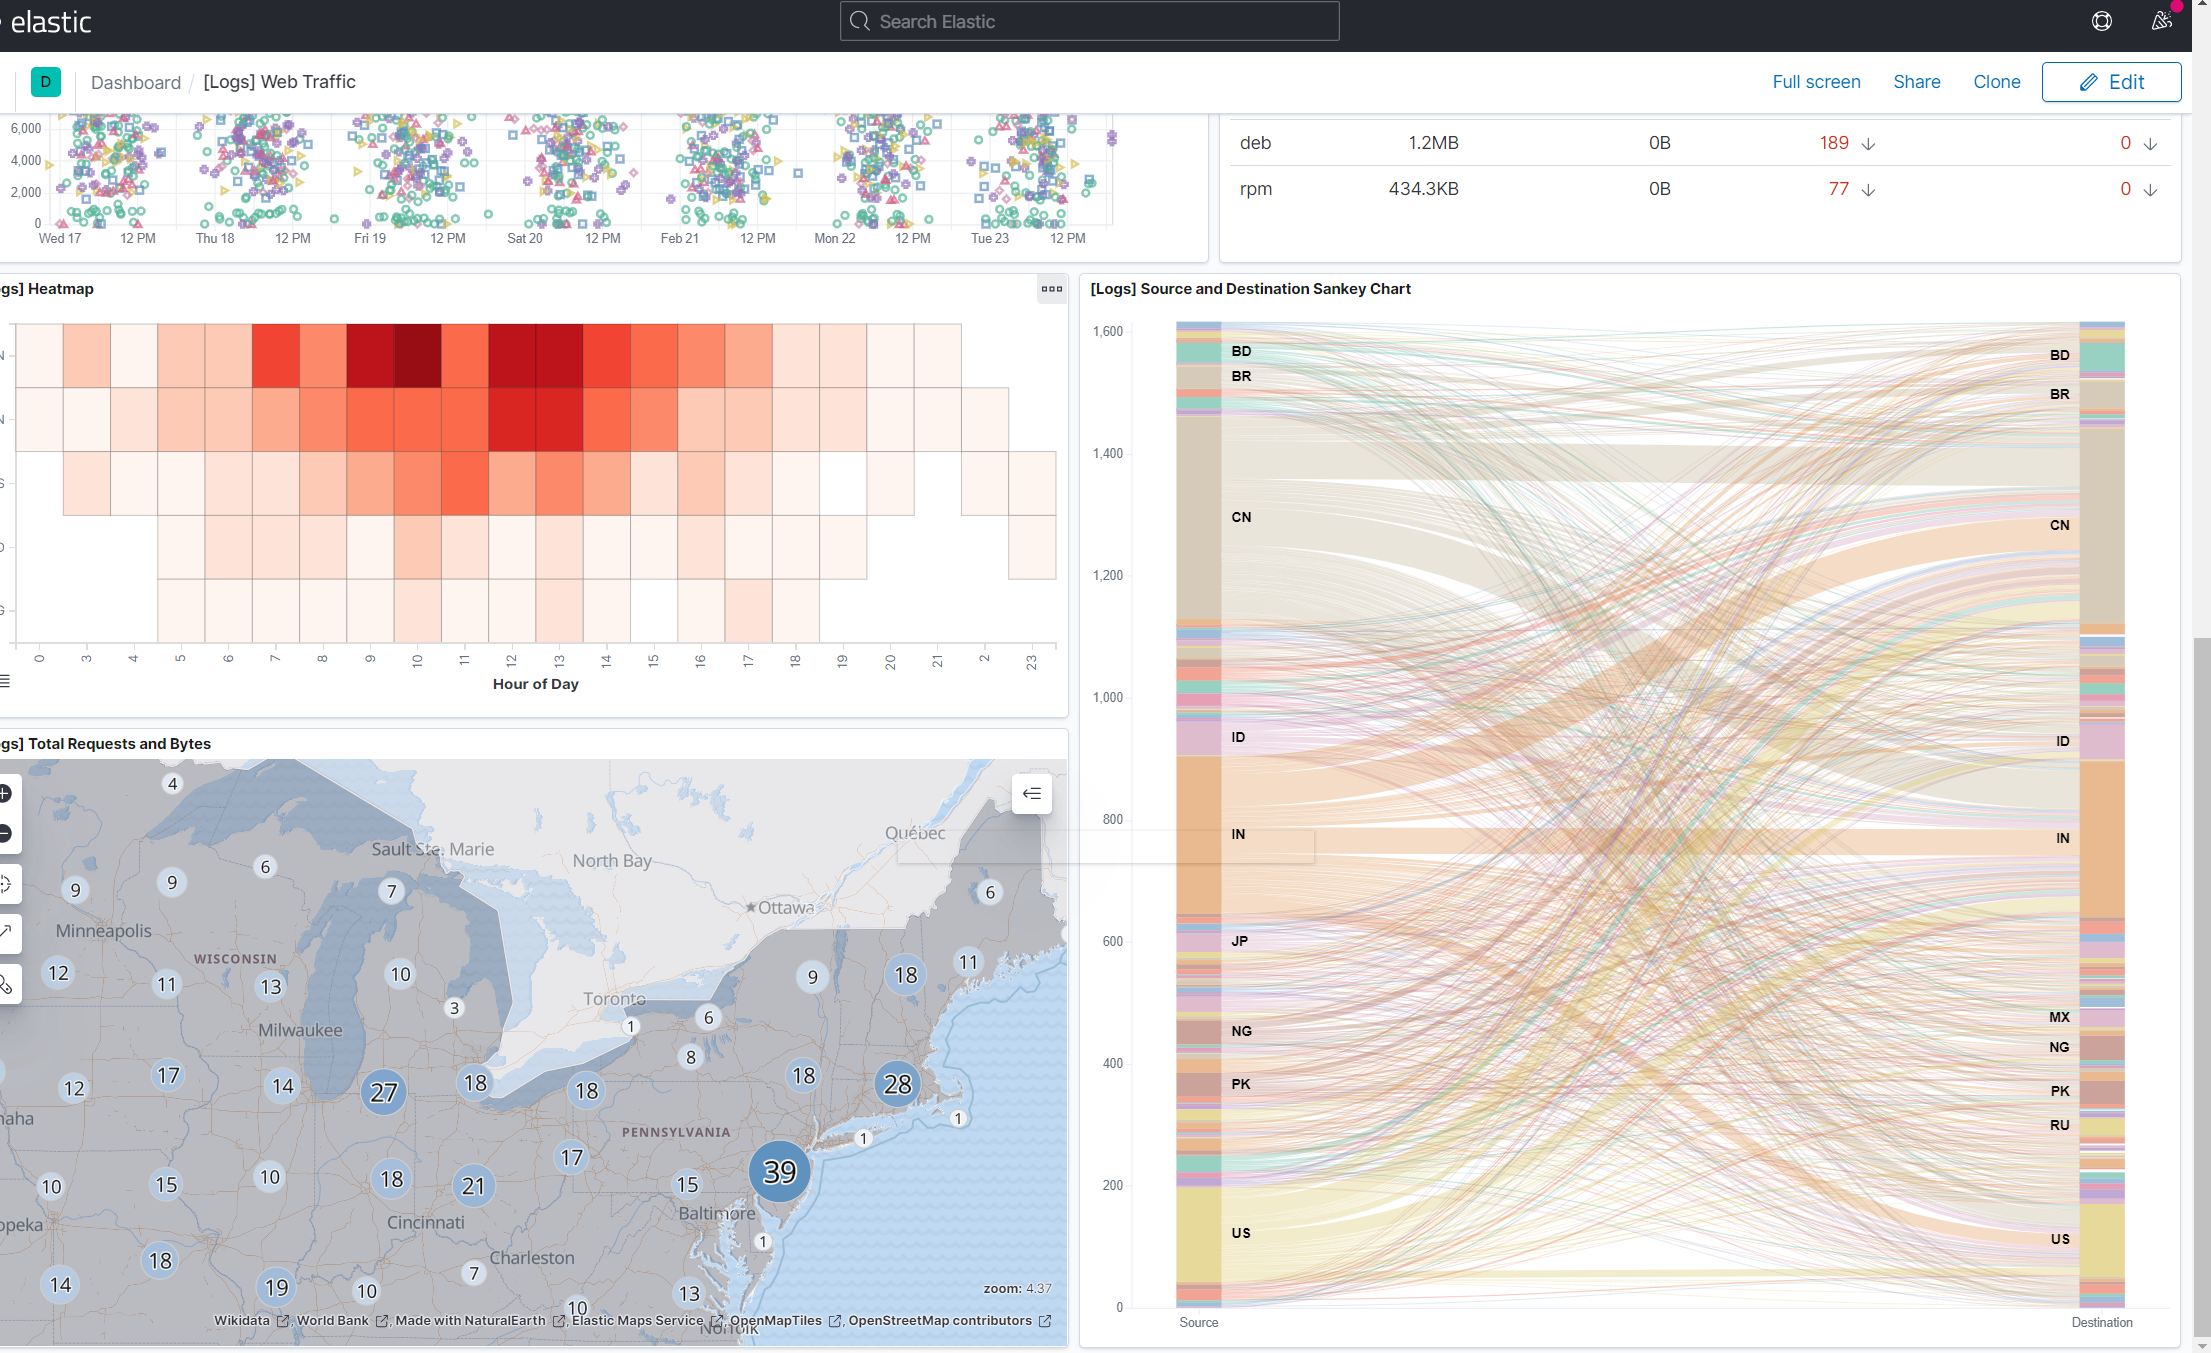 elastic
Search Elastic
D
Dashboard / [Logs] Web Traffic
Full screen
Share
Clone
Edit
6,000
4,000
2,000
0
Wed 17
12 PM
Thu 18
12 PM
Fri 19
12 PM
Sat 20
12 PM
Feb 21
12 PM
Mon 22
12 PM
Tue 23
12 PM
deb 1.2MB 0B 189 0
rpm 434.3KB 0B 77 0
gs] Heatmap
N
N
S
D
G
0
3
4
5
6
7
8
9
10
11
12
13
14
15
16
17
18
19
20
21
2
23
Hour of Day
gs] Total Requests and Bytes
4
Québec
Sault Ste. Marie
North Bay
6
9
9
7
6
Ottawa
Minneapolis
WISCONSIN
12
11
13
10
9
18
11
Toronto
3
1
6
Milwaukee
8
12
17
14
27
18
18
18
28
1
1
aha
PENNSYLVANIA
17
39
10
15
10
18
21
15
Baltimore
opeka
Cincinnati
1
18
Charleston
14
19
10
7
13
10
zoom: 4.37
Wikidata , World Bank , Made with NaturalEarth , Elastic Maps Service , OpenMapTiles , OpenStreetMap contributors
Norfolk
[Logs] Source and Destination Sankey Chart
1,600
1,400
1,200
1,000
800
600
400
200
0
BD
BR
CN
ID
IN
JP
NG
PK
US
BD
BR
CN
ID
IN
MX
NG
PK
RU
US
Source
Destination